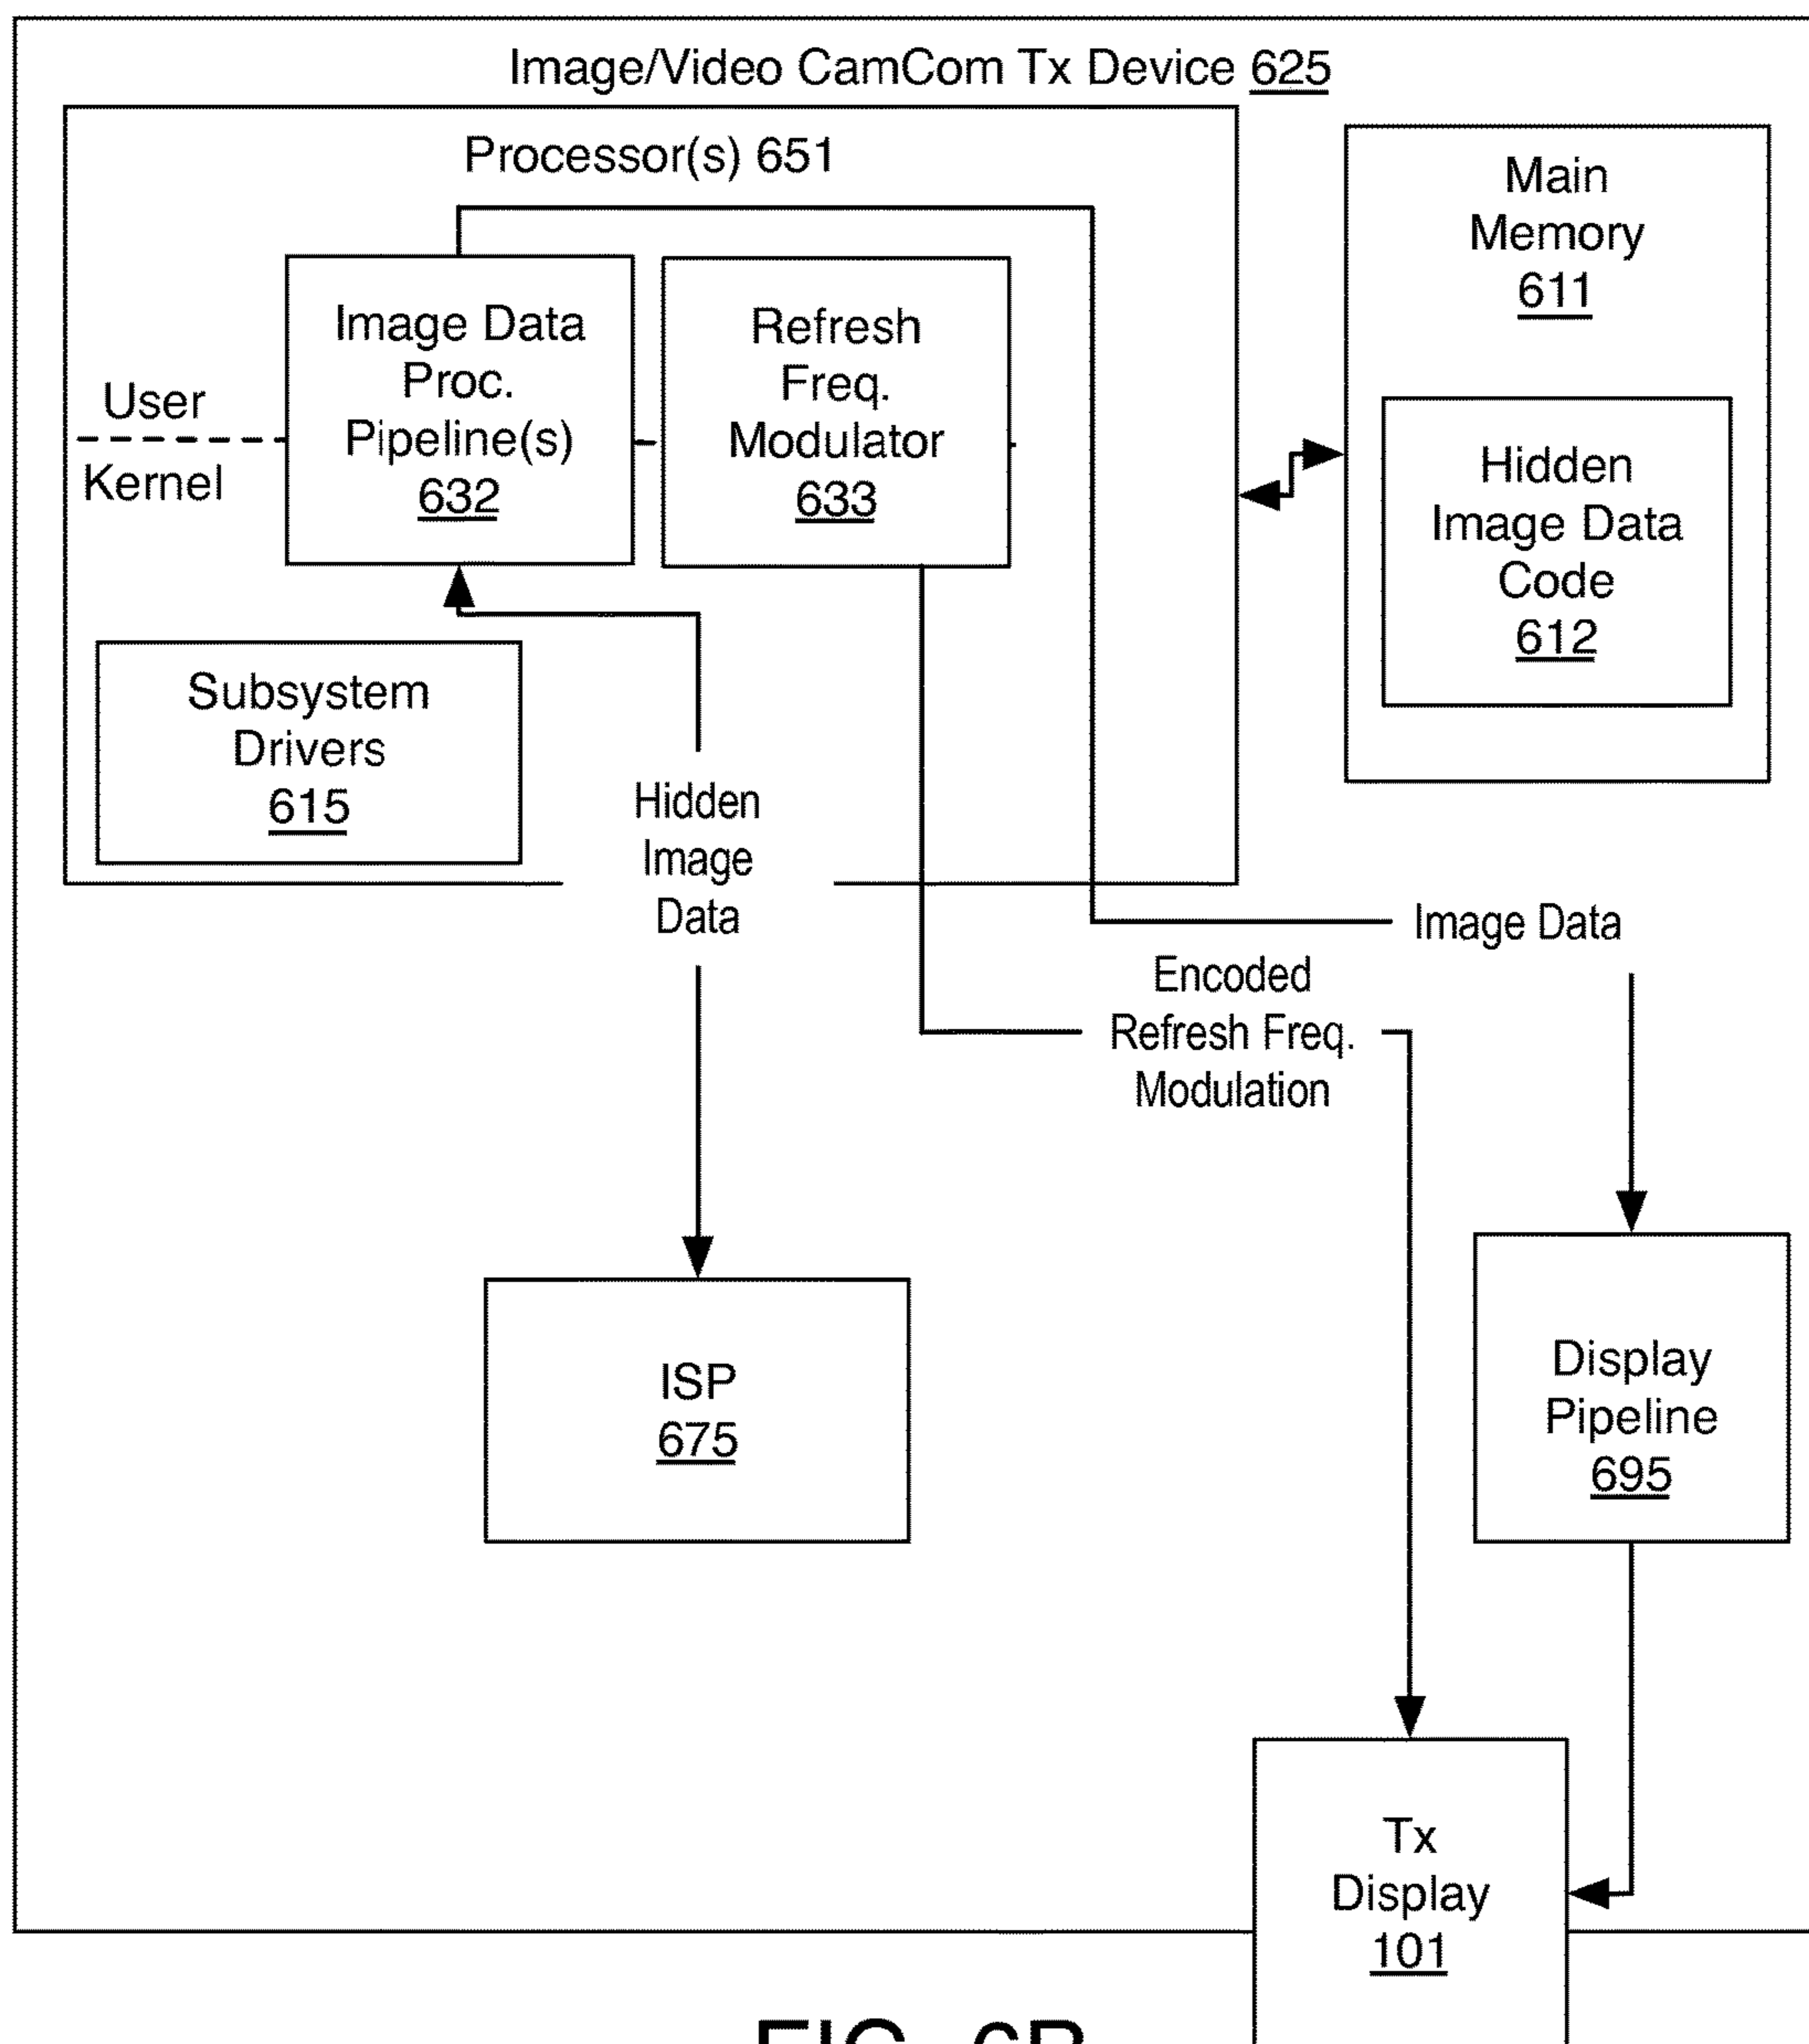 Image/Video CamCom Tx Device 625
Processor(s) 651
Main
Memory
611
Image Data
Proc.
Pipeline(s)
632
Refresh
Freq.
Modulator
633
User
Kernel
Hidden
Image Data
Code
612
Subsystem
Drivers
615
Hidden
Image
Data
Image Data
Encoded
Refresh Freq.
Modulation
ISP
675
Display
Pipeline
695
Tx
Display
101
FIG. 6B